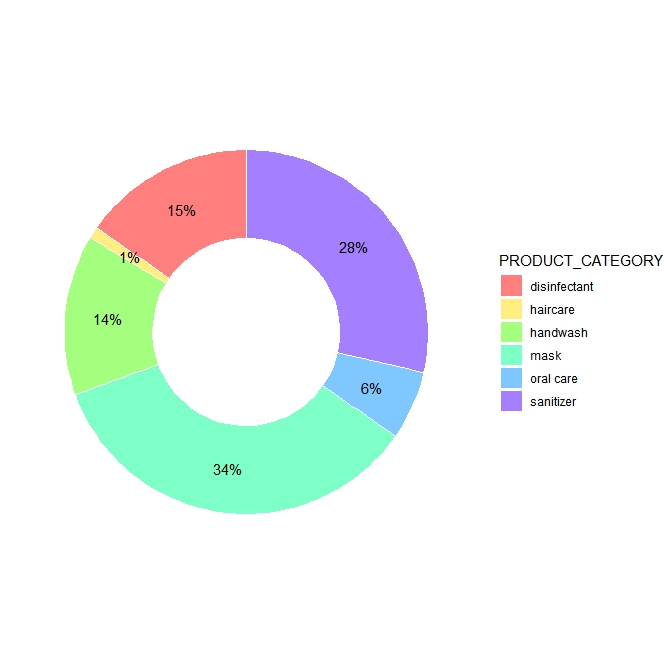 15%
28%
1%
14%
6%
34%
PRODUCT_CATEGORY
disinfectant
haircare
handwash
mask
oral care
sanitizer